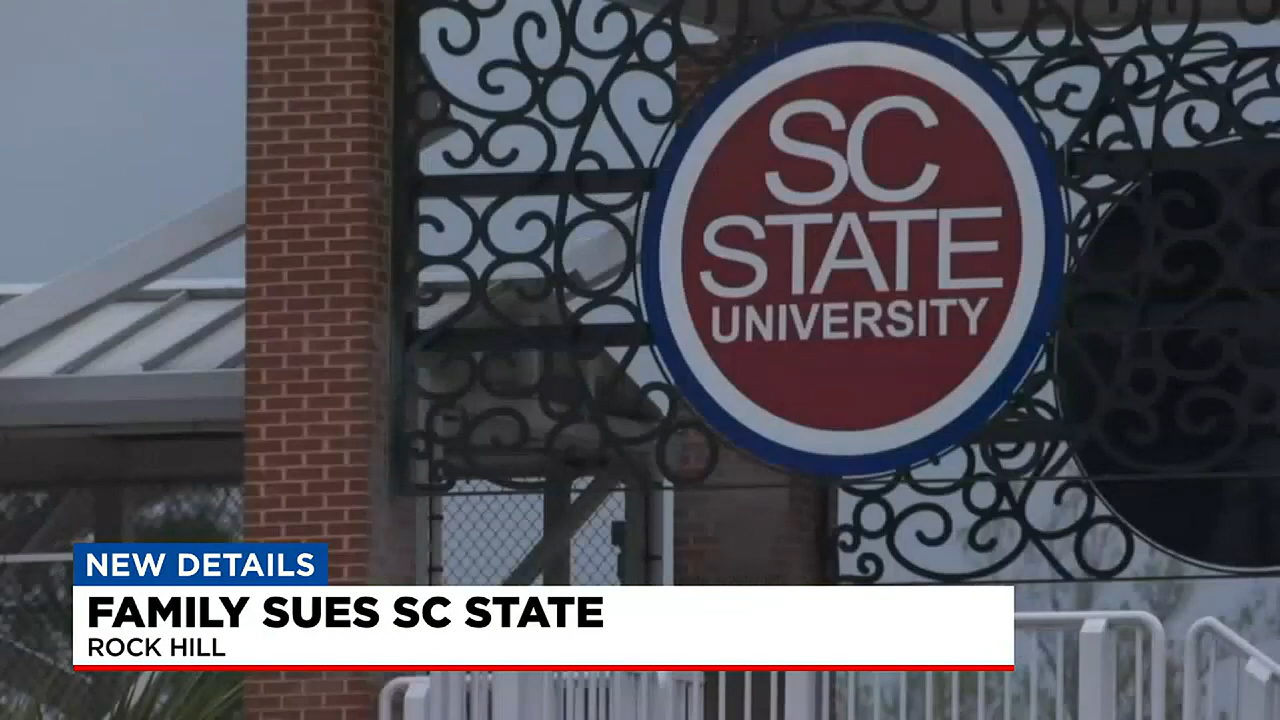 SC
STATE
UNIVERSITY
NEW DETAILS
FAMILY SUES SC STATE
ROCK HILL